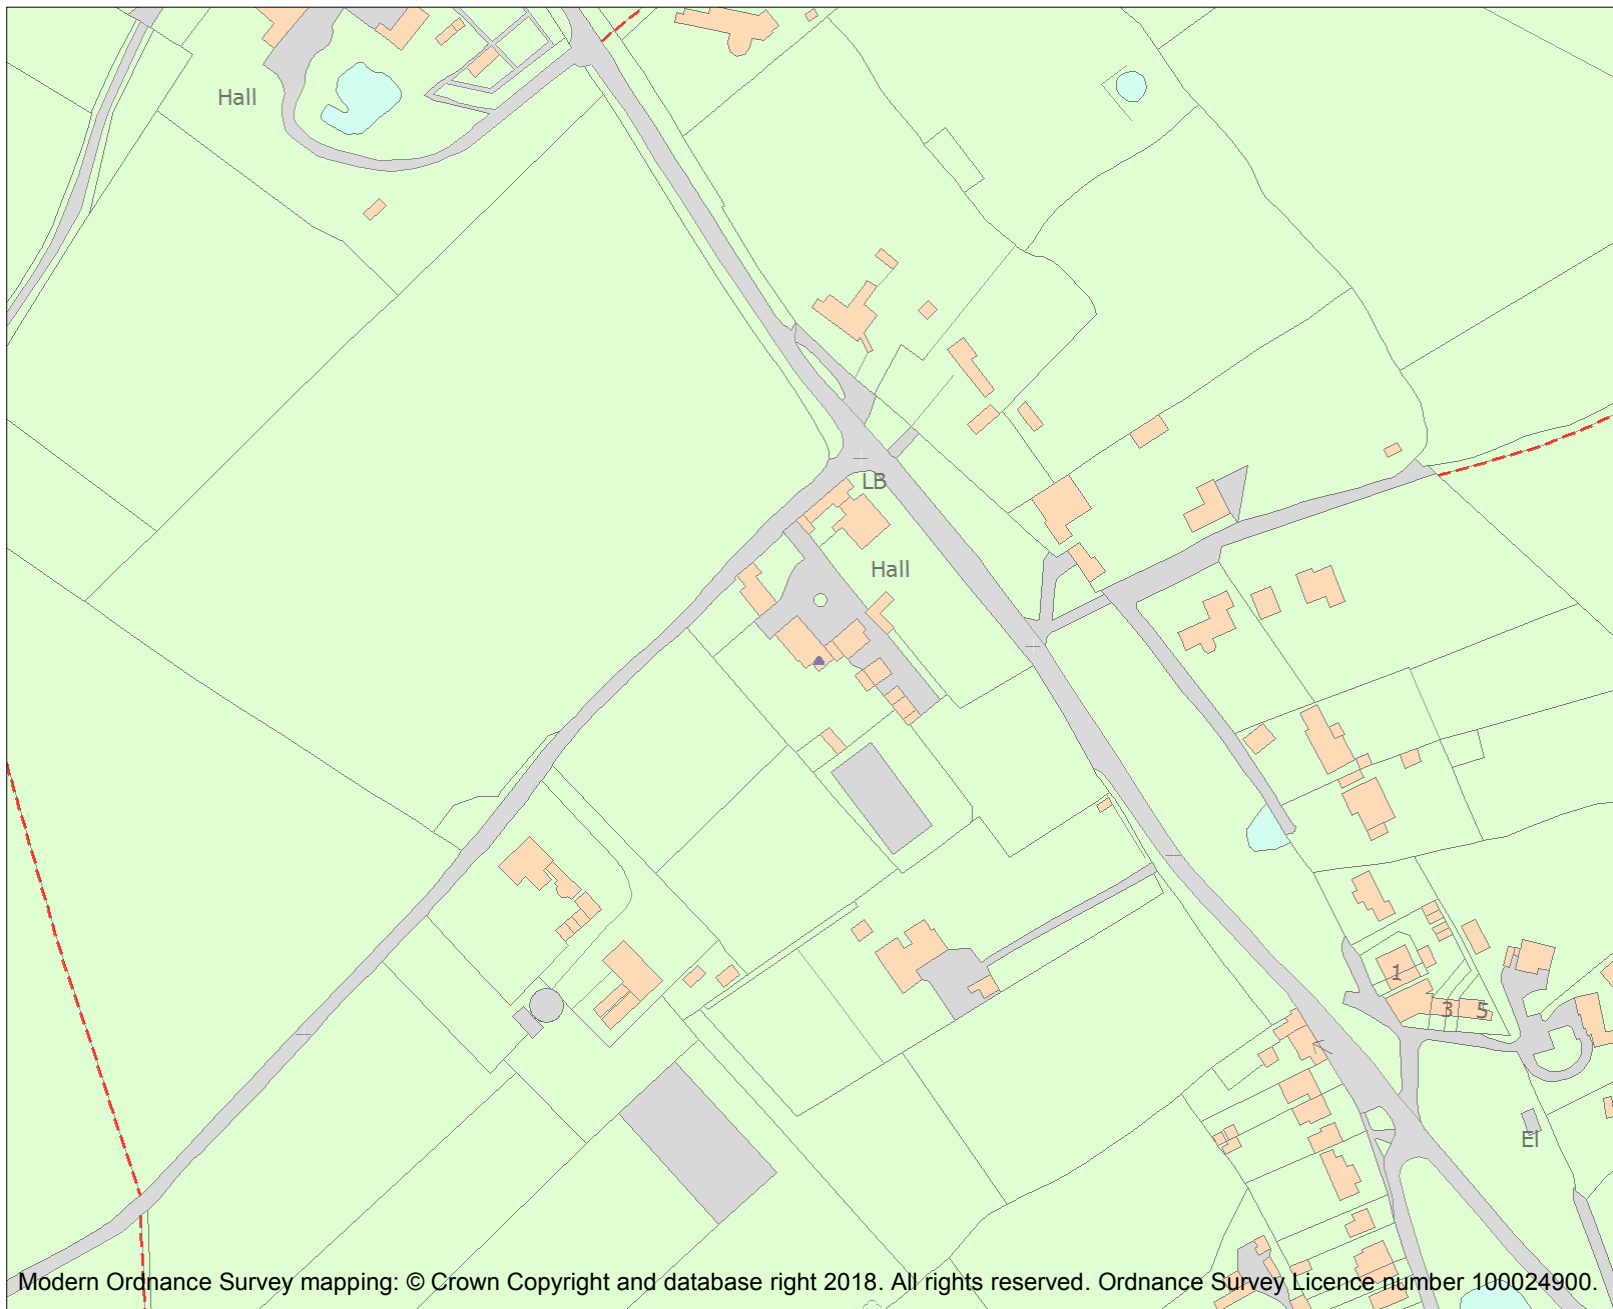 Hall
LB
Hall
1
3
5
El
Modern Ordnance Survey mapping: © Crown Copyright and database right 2018. All rights reserved. Ordnance Survey Licence number 100024900.